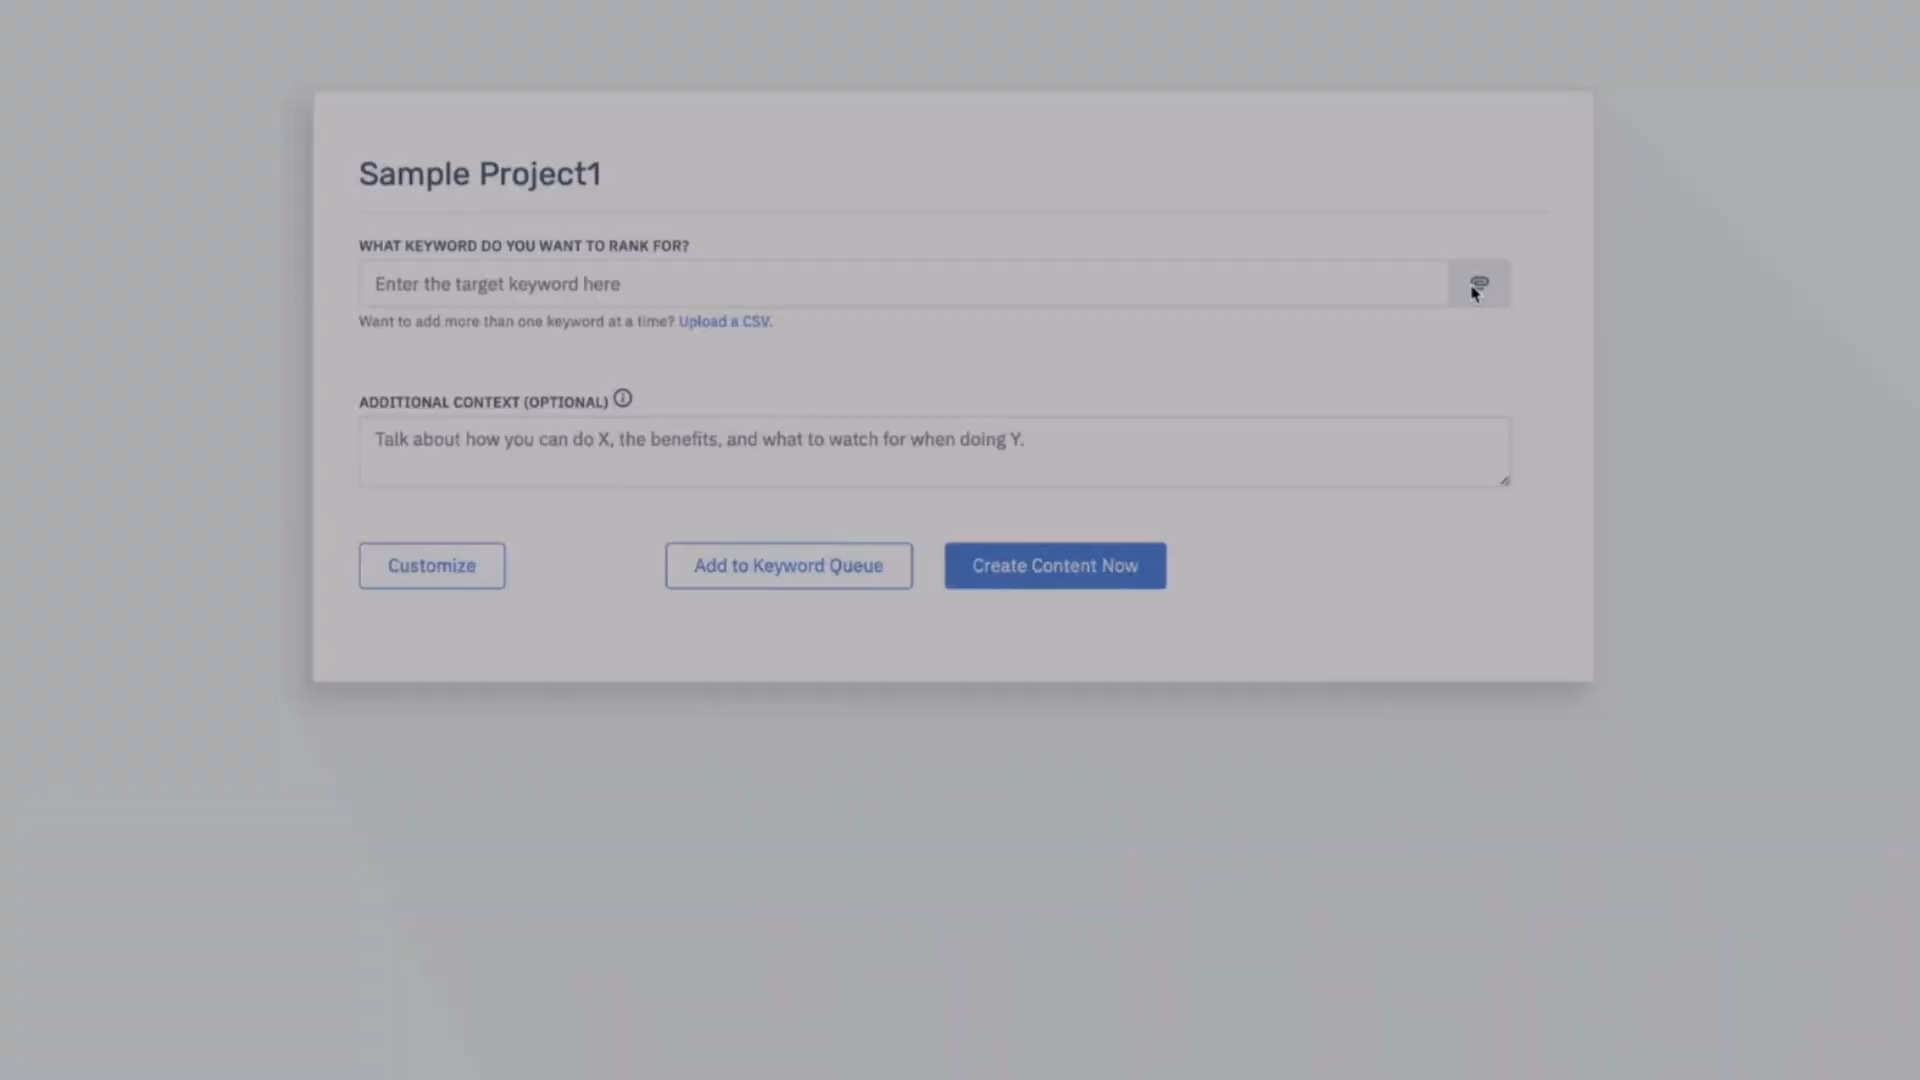 Sample Project1
WHAT KEYWORD DO YOU WANT TO RANK FOR?
Enter the target keyword here
Want to add more than one keyword at a time? Upload a CSV.
ADDITIONAL CONTEXT (OPTIONAL)
Talk about how you can do X, the benefits, and what to watch for when doing Y.
Customize
Add to Keyword Queue
Create Content Now